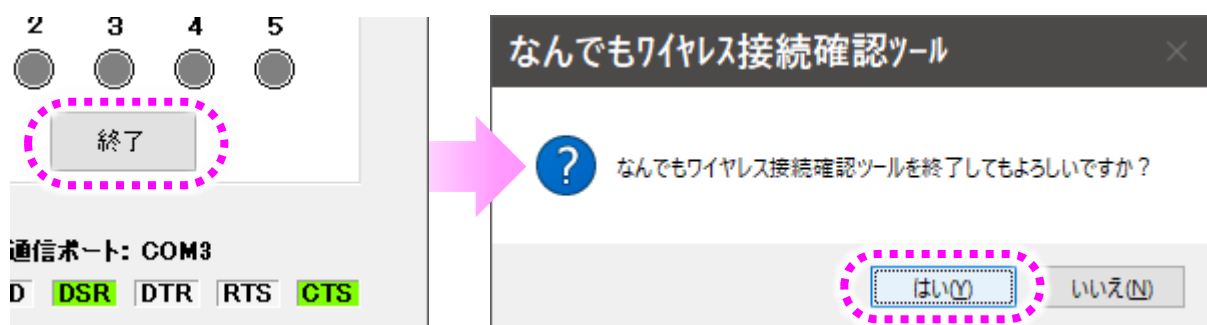 2 3 4 5
終了
通信ポート: COM3
D DSR DTR RTS CTS
なんでもワイヤレス接続確認ツール
なんでもワイヤレス接続確認ツールを終了してもよろしいですか？
はい(Y) いいえ(N)